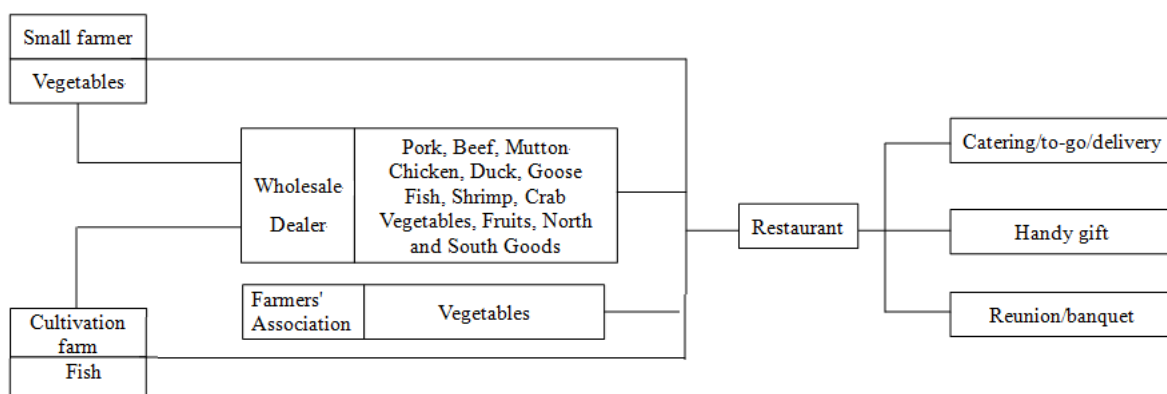 Small farmer
Vegetables
Wholesale
Dealer
Pork, Beef, Mutton
Chicken, Duck, Goose
Fish, Shrimp, Crab
Vegetables, Fruits, North
and South Goods
Farmers'
Association
Vegetables
Cultivation
farm
Fish
Restaurant
Catering/to-go/delivery
Handy gift
Reunion/banquet